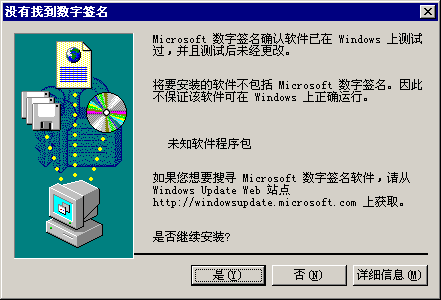 没有找到数字签名
Microsoft 数字签名确认软件已在 Windows 上测试
过，并且测试后未经更改。
将要安装的软件不包括 Microsoft 数字签名。因此
不保证该软件可在 Windows 上正确运行。
未知软件程序包
如果您想要搜寻 Microsoft 数字签名软件，请从
Windows Update Web 站点
http://windowsupdate.microsoft.com 上获取。
是否继续安装?
是(Y)
否(N)
详细信息(M)